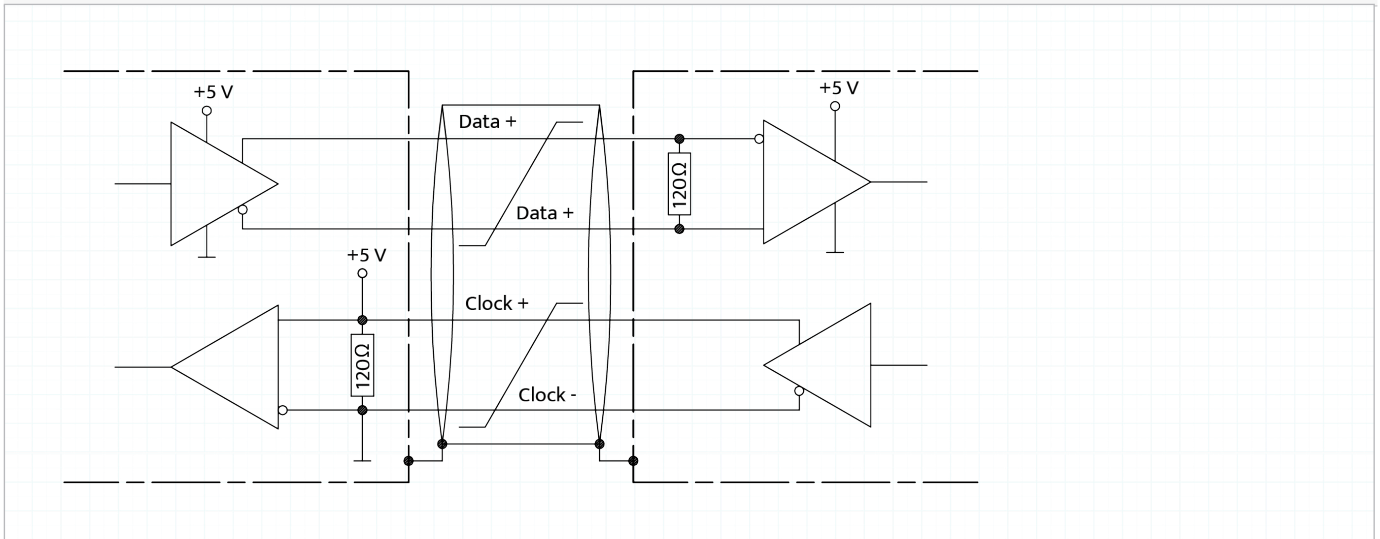 +5 V
+5 V
Data +
120Ω
Data +
+5 V
Clock +
120Ω
Clock -